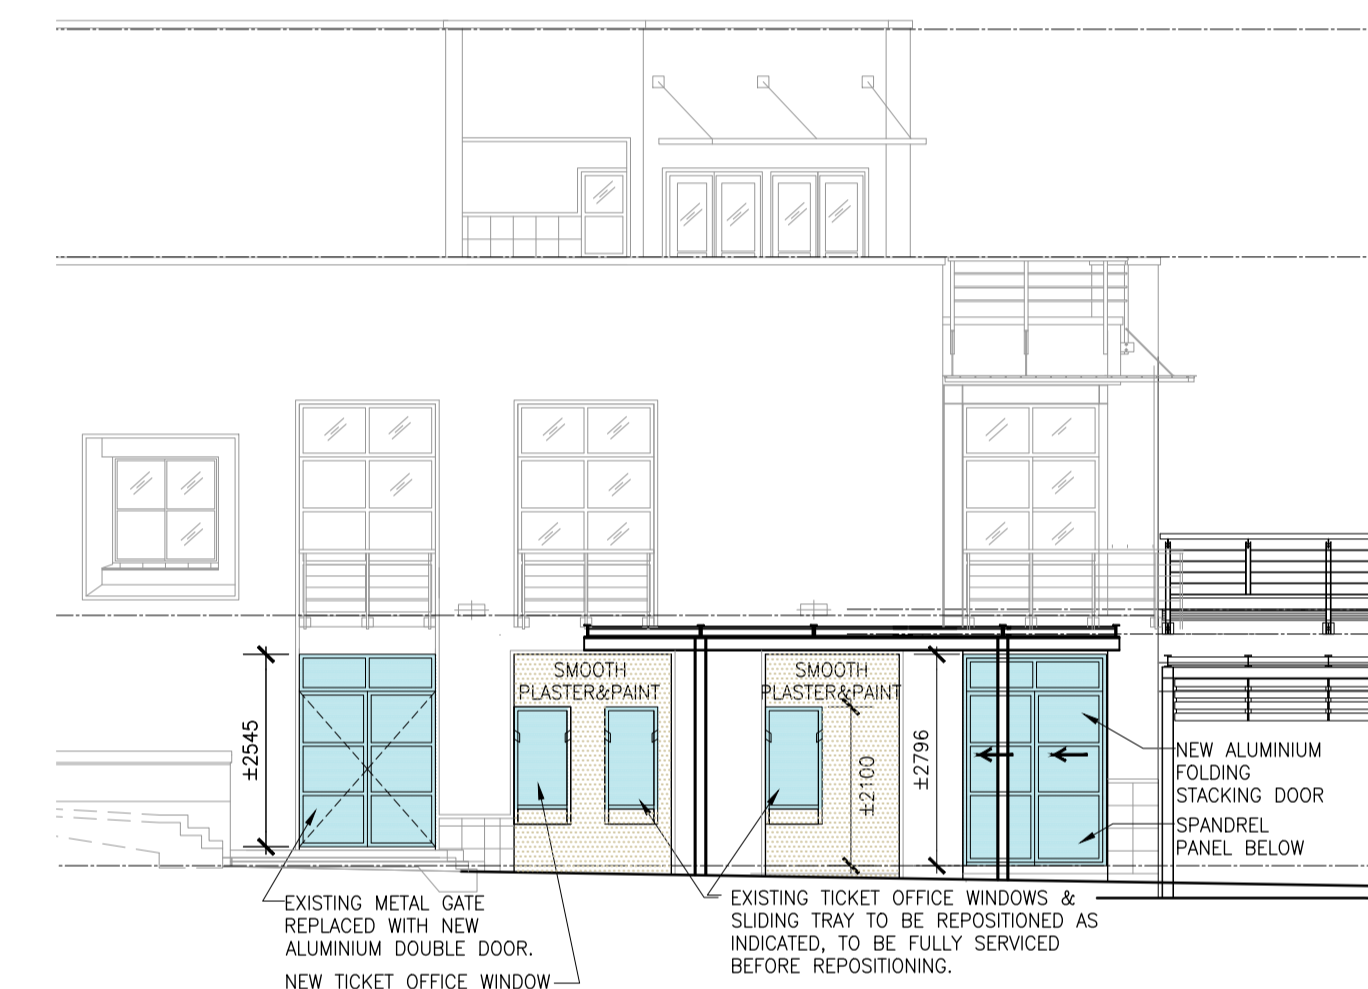 SMOOTH
PLASTER&PAINT
SMOOTH
PLASTER&PAINT
±2545
±2100
±2796
NEW ALUMINIUM
FOLDING
STACKING DOOR
SPANDREL
PANEL BELOW
EXISTING METAL GATE
REPLACED WITH NEW
ALUMINIUM DOUBLE DOOR.
NEW TICKET OFFICE WINDOW
EXISTING TICKET OFFICE WINDOWS &
SLIDING TRAY TO BE REPOSITIONED AS
INDICATED, TO BE FULLY SERVICED
BEFORE REPOSITIONING.